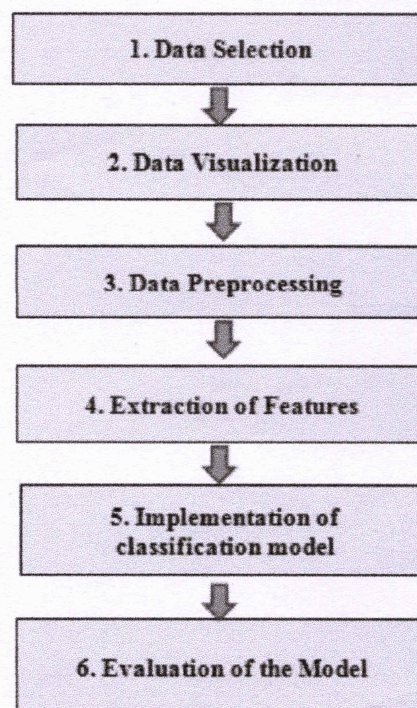 1. Data Selection
2. Data Visualization
3. Data Preprocessing
4. Extraction of Features
5. Implementation of
classification model
6. Evaluation of the Model